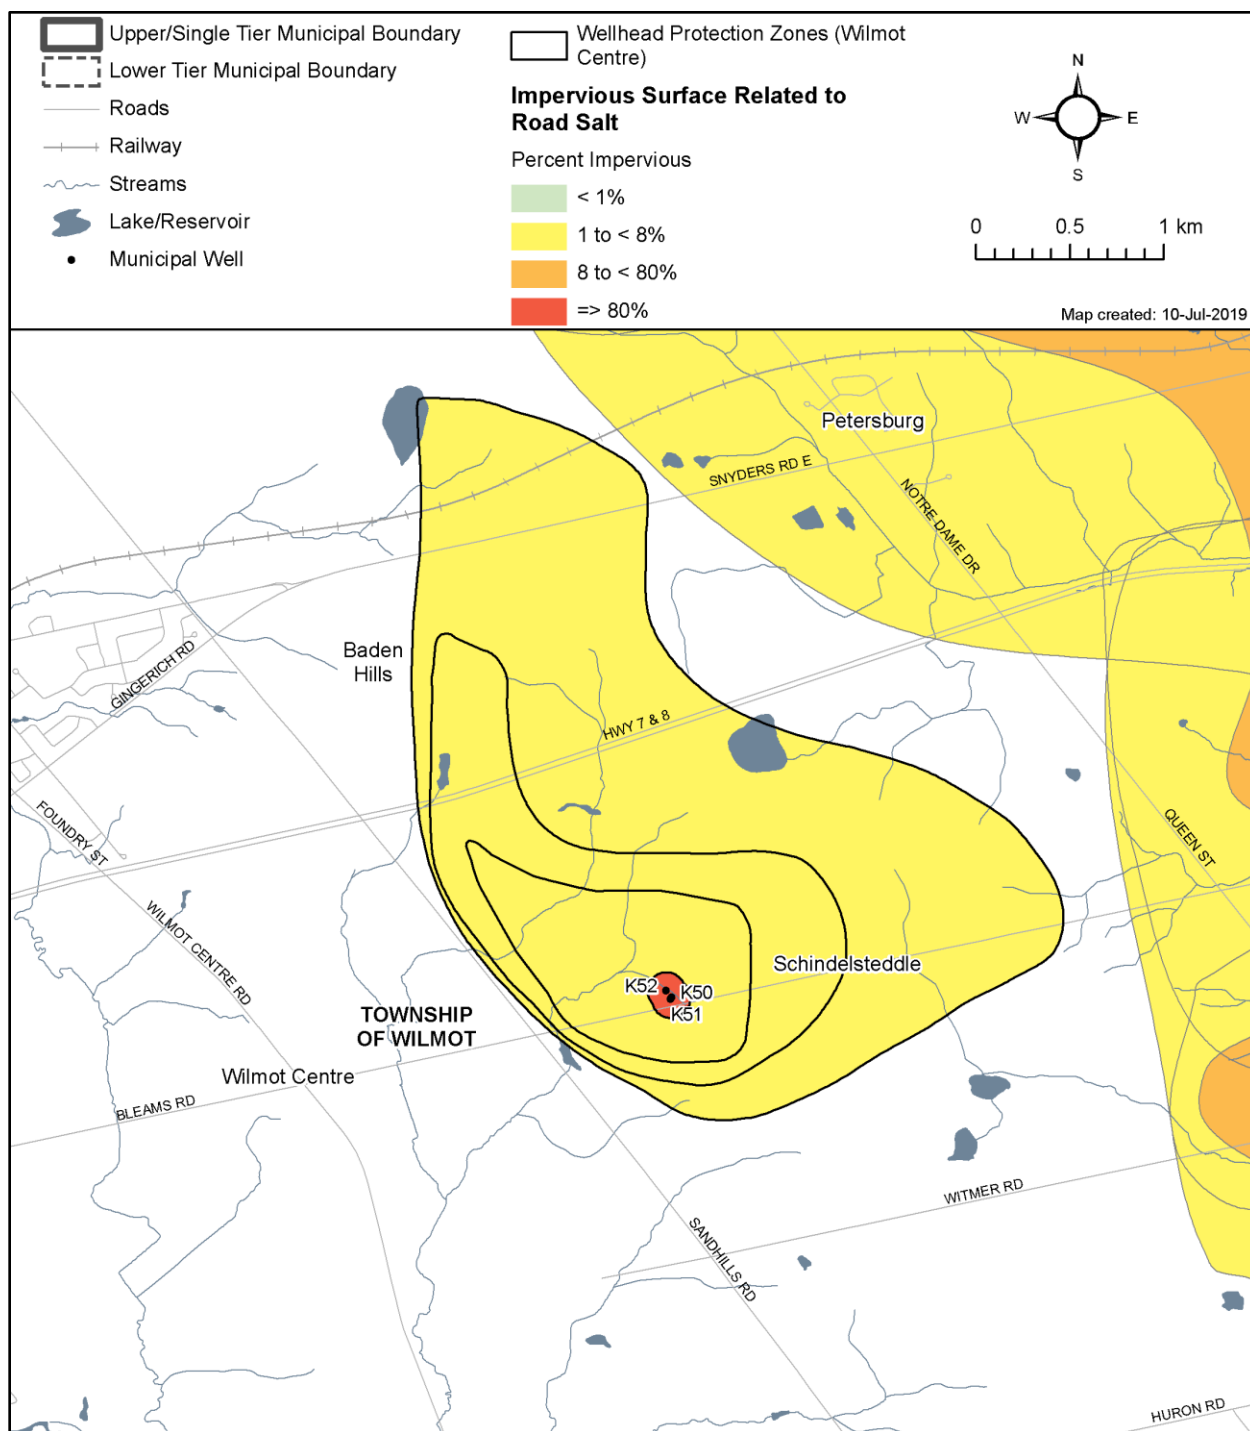 Upper/Single Tier Municipal Boundary
Lower Tier Municipal Boundary
Roads
Railway
Streams
Lake/Reservoir
Municipal Well
Wellhead Protection Zones (Wilmot
Centre)
Impervious Surface Related to
Road Salt
Percent Impervious
< 1%
1 to < 8%
8 to < 80%
=> 80%
N
W
E
S
0 0.5 1 km
Map created: 10-Jul-2019
Petersburg
SNYDERS RD E
NOTRE DAME DR
Baden
Hills
GINGERICH RD
HWY 7 & 8
FOUNDRY ST
QUEEN ST
WILMOT CENTRE RD
Schindelsteddle
K52
K50
K51
TOWNSHIP
OF WILMOT
Wilmot Centre
BLEAMS RD
WITMER RD
SANDHILLS RD
HURON RD